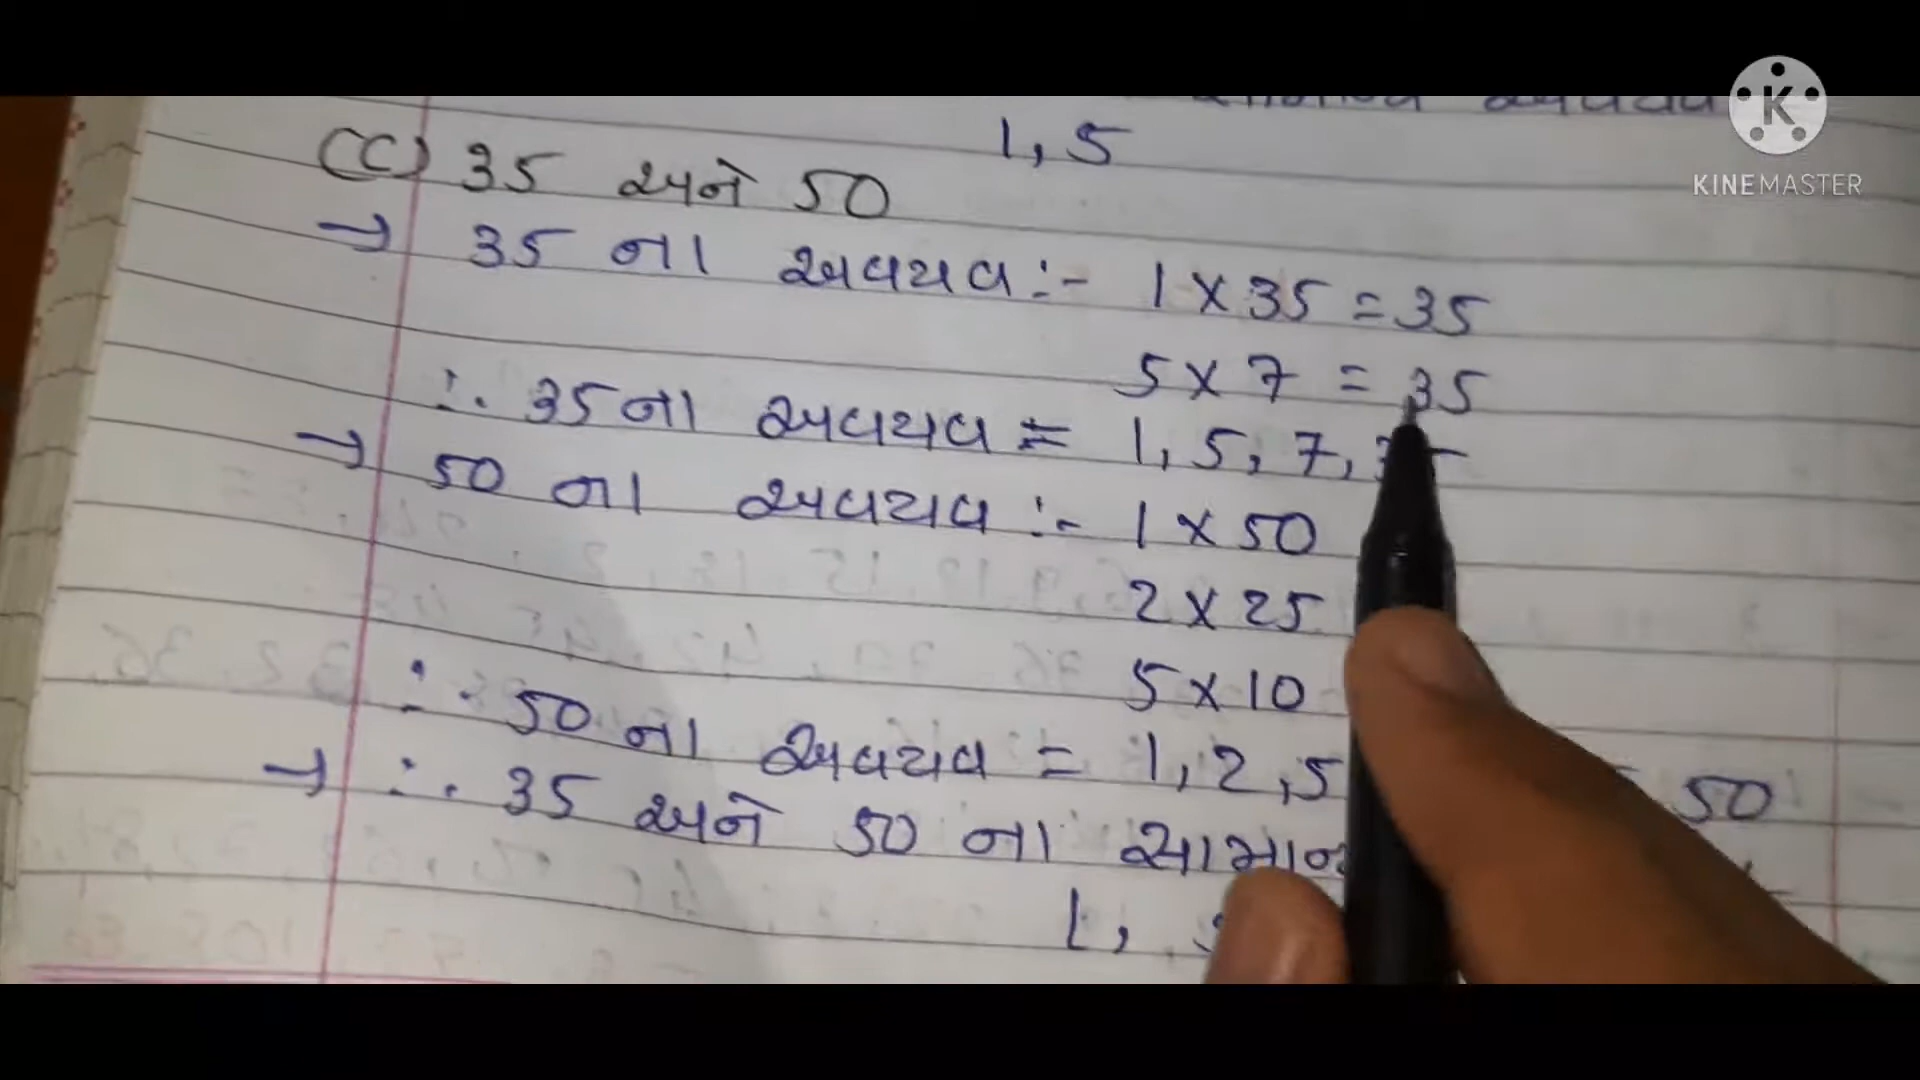 1, 5
(C) 35 અને 50
→ 35 ના અવયવ :- 1 × 35 = 35
5 × 7 = 35
∴ 35 ના અવયવ = 1, 5, 7,
→ 50 ના અવયવ :- 1 × 50
2 × 25
5 × 10
∴ 50 ના અવયવ = 1, 2, 5 50
→ ∴ 35 અને 50 ના
1,
KINEMASTER